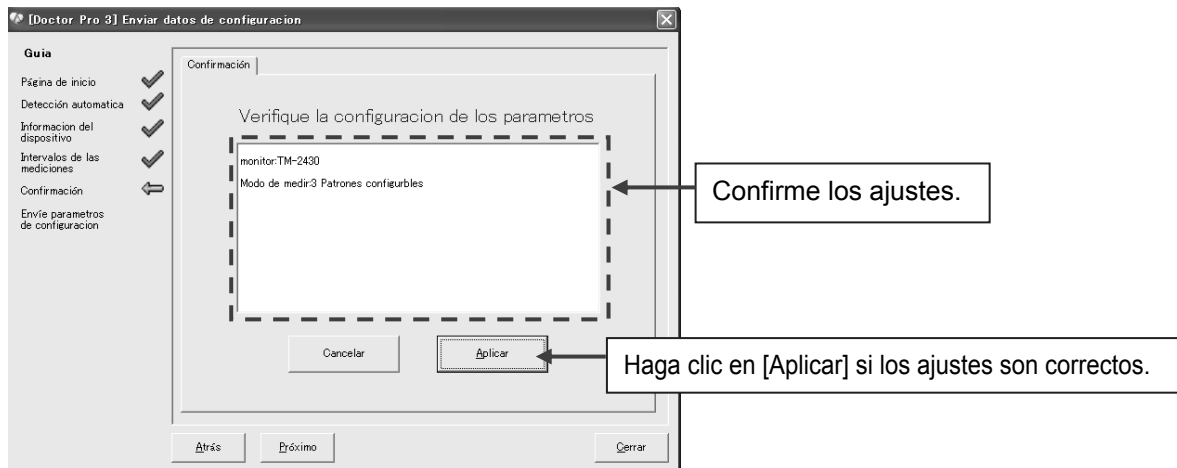 [Doctor Pro 3] Enviar datos de configuracion
Guia
Página de inicio
Detección automatica
Informacion del
dispositivo
Intervalos de las
mediciones
Confirmación
Envíe parametros
de configuracion
Confirmación
Verifique la configuracion de los parametros
monitor:TM-2430
Modo de medir:3 Patrones configurbles
Confirme los ajustes.
Cancelar
Aplicar
Haga clic en [Aplicar] si los ajustes son correctos.
Atrás
Próximo
Cerrar